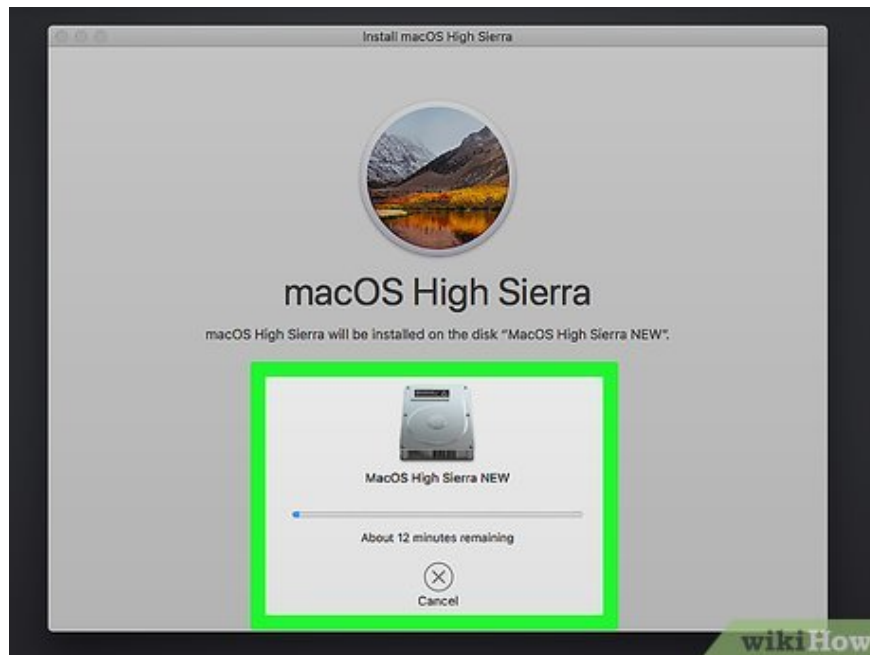 Install macOS High Sierra
macOS High Sierra
macOS High Sierra will be installed on the disk “MacOS High Sierra NEW”.
MacOS High Sierra NEW
About 12 minutes remaining
Cancel
wikiHow